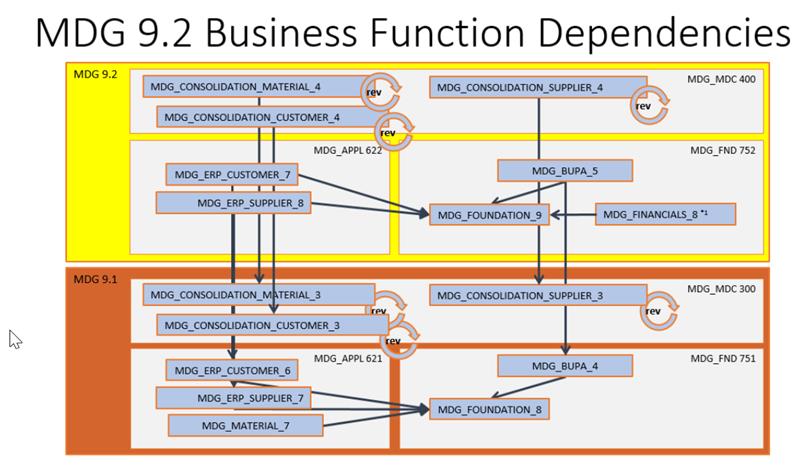 MDG 9.2 Business Function Dependencies
MDG 9.2
MDG_CONSOLIDATION_MATERIAL_4
rev
MDG_CONSOLIDATION_SUPPLIER_4
MDG_MDC 400
rev
MDG_CONSOLIDATION_CUSTOMER_4
rev
MDG_APPL 622
MDG_FND 752
MDG_ERP_CUSTOMER_7
MDG_BUPA_5
MDG_ERP_SUPPLIER_8
MDG_FOUNDATION_9
MDG_FINANCIALS_8 *1
MDG 9.1
MDG_CONSOLIDATION_MATERIAL_3
rev
MDG_CONSOLIDATION_SUPPLIER_3
MDG_MDC 300
rev
MDG_CONSOLIDATION_CUSTOMER_3
rev
MDG_APPL 621
MDG_FND 751
MDG_ERP_CUSTOMER_6
MDG_BUPA_4
MDG_ERP_SUPPLIER_7
MDG_FOUNDATION_8
MDG_MATERIAL_7